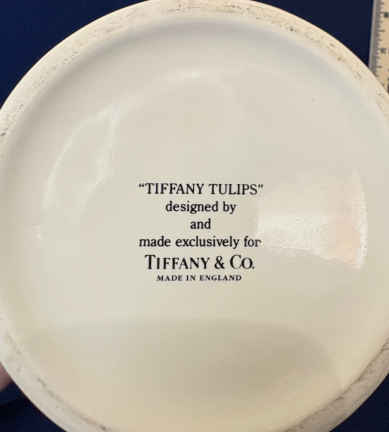 “TIFFANY TULIPS”
designed by
and
made exclusively for
TIFFANY & CO.
MADE IN ENGLAND